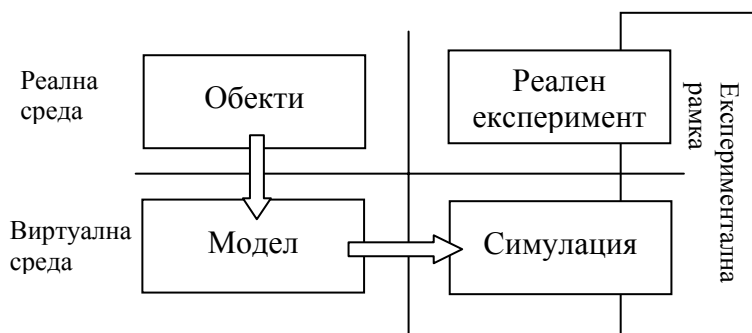 Реална
среда
Обекти
Реален
експеримент
Експериментална
рамка
Виртуална
среда
Модел
Симулация